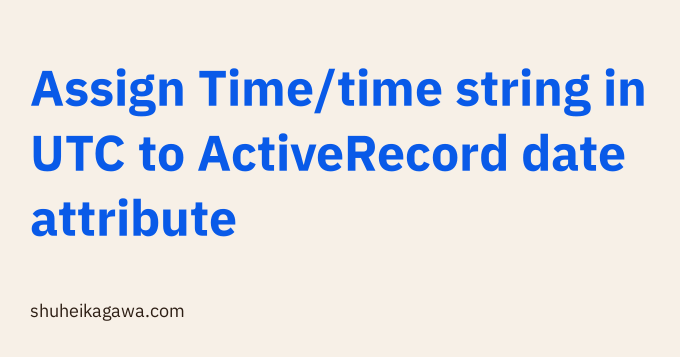 Assign Time/time string in
UTC to ActiveRecord date
attribute
shuheikagawa.com